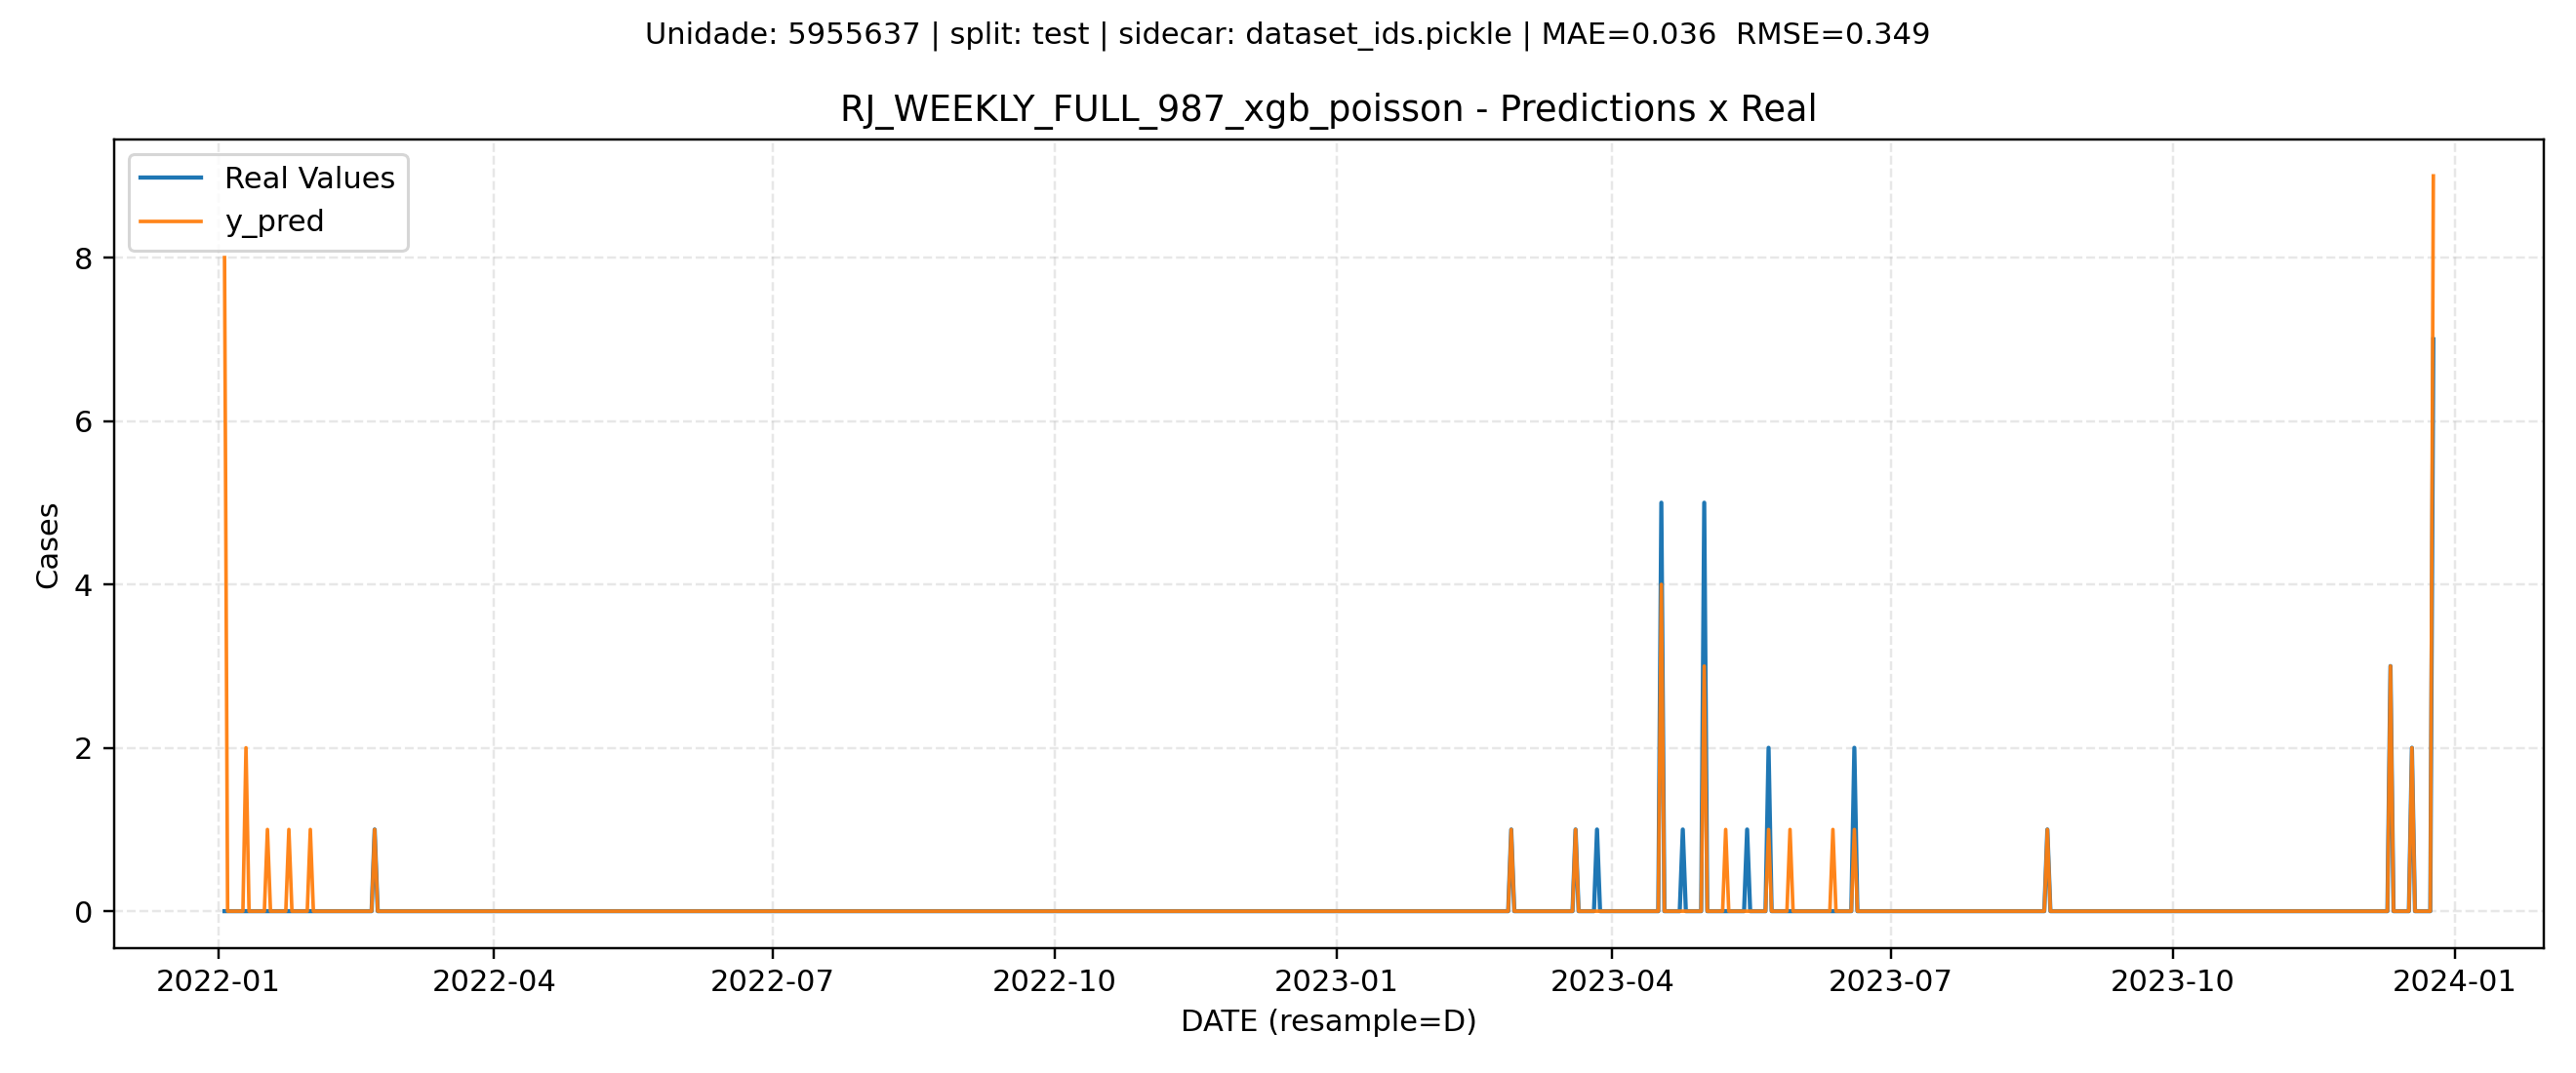 Unidade: 5955637 | split: test | sidecar: dataset_ids.pickle | MAE=0.036  RMSE=0.349
RJ_WEEKLY_FULL_987_xgb_poisson - Predictions x Real
Real Values
y_pred
8
6
4
2
0
Cases
2022-01
2022-04
2022-07
2022-10
2023-01
2023-04
2023-07
2023-10
2024-01
DATE (resample=D)